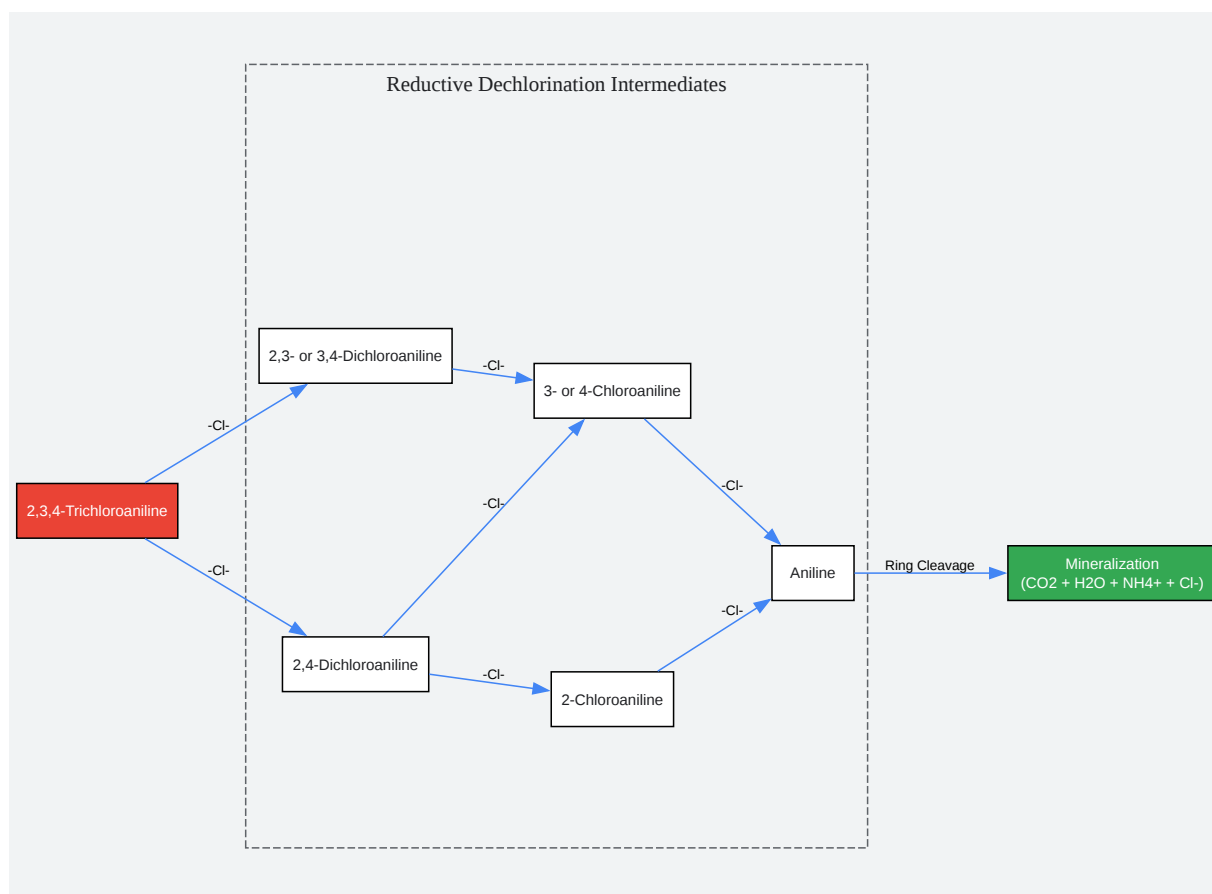 Reductive Dechlorination Intermediates
2,3- or 3,4-Dichloroaniline
-Cl-
3- or 4-Chloroaniline
-Cl-
2,3,4-Trichloroaniline
-Cl-
-Cl-
Aniline
Ring Cleavage
Mineralization
(CO2 + H2O + NH4+ + Cl-)
-Cl-
-Cl-
2,4-Dichloroaniline
-Cl-
2-Chloroaniline